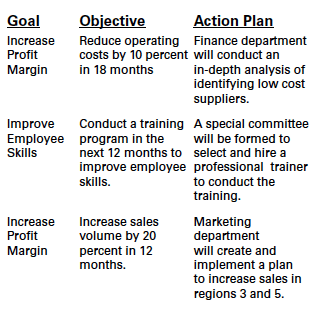 Goal Objective Action Plan
Increase Reduce operating Finance department
Profit costs by 10 percent will conduct an
Margin in 18 months in-depth analysis of
identifying low cost
suppliers.
Improve Conduct a training A special committee
Employee program in the will be formed to
Skills next 12 months to select and hire a
improve employee professional trainer
skills. to conduct the
training.
Increase Increase sales Marketing
Profit volume by 20 department
Margin percent in 12 will create and
months. implement a plan
to increase sales in
regions 3 and 5.